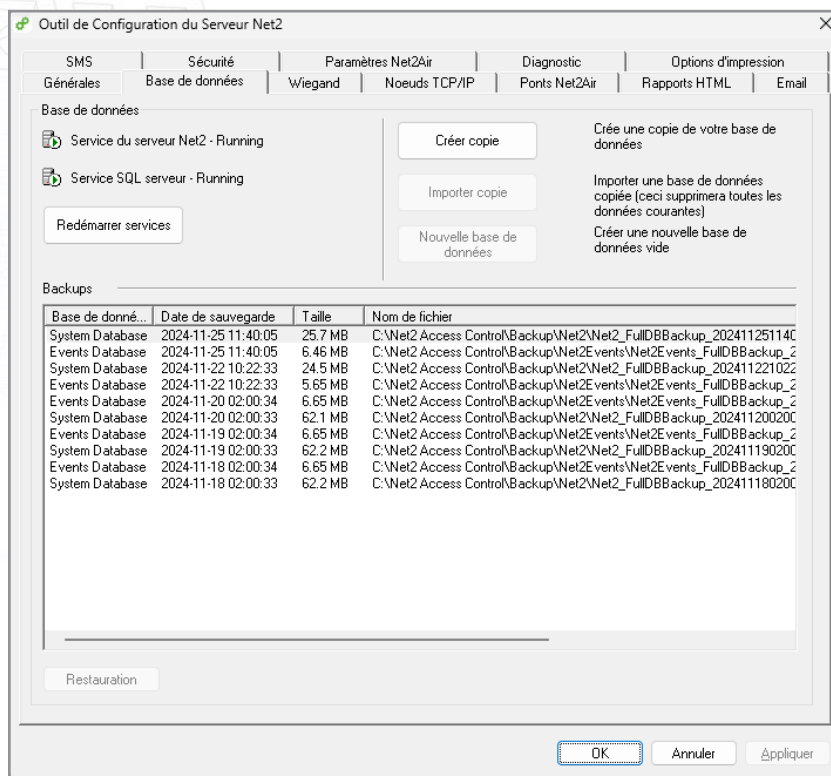 Outil de Configuration du Serveur Net2
SMS Sécurité Paramètres Net2Air Diagnostic Options d'impression
Générales Base de données Wiegand Noeuds TCP/IP Ponts Net2Air Rapports HTML Email
Base de données
Service du serveur Net2 - Running
Service SQL serveur - Running
Redémarrer services
Créer copie
Crée une copie de votre base de
données
Importer copie
Importer une base de données
copiée (ceci supprimera toutes les
données courantes)
Nouvelle base de
données
Créer une nouvelle base de
données vide
Backups
Base de donné... Date de sauvegarde Taille Nom de fichier
System Database 2024-11-25 11:40:05 25.7 MB C:\Net2 Access Control\Backup\Net2\Net2_FullDBBackup_202411251140
Events Database 2024-11-25 11:40:05 6.46 MB C:\Net2 Access Control\Backup\Net2Events\Net2Events_FullDBBackup_2
System Database 2024-11-22 10:22:33 24.5 MB C:\Net2 Access Control\Backup\Net2\Net2_FullDBBackup_202411221022
Events Database 2024-11-22 10:22:33 5.65 MB C:\Net2 Access Control\Backup\Net2Events\Net2Events_FullDBBackup_2
Events Database 2024-11-20 02:00:34 6.65 MB C:\Net2 Access Control\Backup\Net2Events\Net2Events_FullDBBackup_2
System Database 2024-11-20 02:00:33 62.1 MB C:\Net2 Access Control\Backup\Net2\Net2_FullDBBackup_202411200200
Events Database 2024-11-19 02:00:34 6.65 MB C:\Net2 Access Control\Backup\Net2Events\Net2Events_FullDBBackup_2
System Database 2024-11-19 02:00:33 62.2 MB C:\Net2 Access Control\Backup\Net2\Net2_FullDBBackup_202411190200
Events Database 2024-11-18 02:00:34 6.65 MB C:\Net2 Access Control\Backup\Net2Events\Net2Events_FullDBBackup_2
System Database 2024-11-18 02:00:33 62.2 MB C:\Net2 Access Control\Backup\Net2\Net2_FullDBBackup_202411180200
Restauration
OK Annuler Appliquer